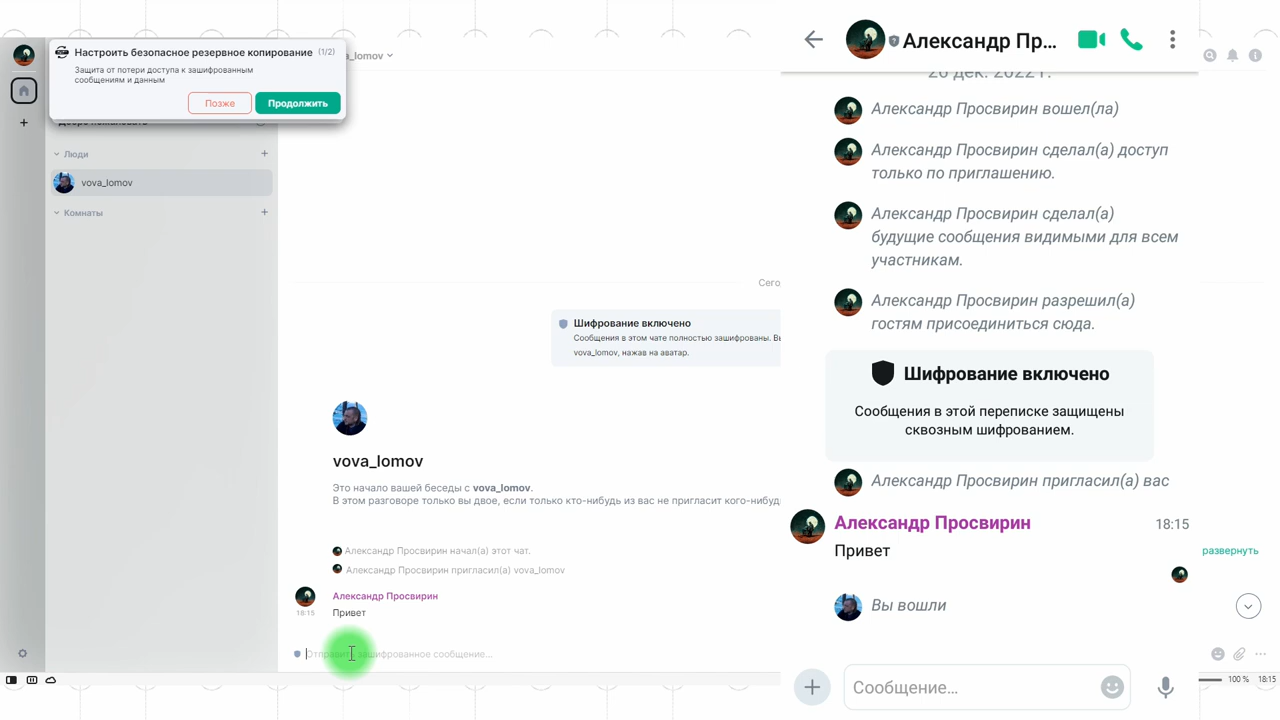 Настроить безопасное резервное копирование (1/2)
Защита от потери доступа к зашифрованным
сообщениям и данным
Позже
Продолжить
Люди
vova_lomov
Комнаты
Шифрование включено
Сообщения в этом чате полностью зашифрованы.
vova_lomov, нажав на аватар.
vova_lomov
Это начало вашей беседы с vova_lomov.
В этом разговоре только вы двое, если только кто-нибудь из вас не пригласит кого-нибудь
Александр Просвирин начал(а) этот чат.
Александр Просвирин пригласил(а) vova_lomov
Александр Просвирин
18:15 Привет
Отправить зашифрованное сообщение...
Александр Пр...
26 дек. 2022 г.
Александр Просвирин вошел(ла)
Александр Просвирин сделал(а) доступ
только по приглашению.
Александр Просвирин сделал(а)
будущие сообщения видимыми для всем
участникам.
Александр Просвирин разрешил(а)
гостям присоединиться сюда.
Шифрование включено
Сообщения в этой переписке защищены
сквозным шифрованием.
Александр Просвирин пригласил(а) вас
Александр Просвирин 18:15
Привет
развернуть
Вы вошли
Сообщение...
100 % 18:15